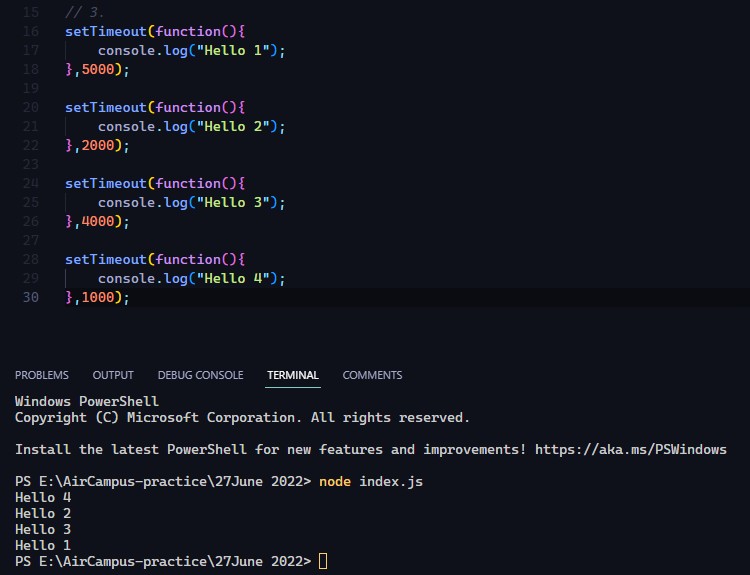 15 // 3.
16 setTimeout(function(){
17 console.log("Hello 1");
18 },5000);
19
20 setTimeout(function(){
21 console.log("Hello 2");
22 },2000);
23
24 setTimeout(function(){
25 console.log("Hello 3");
26 },4000);
27
28 setTimeout(function(){
29 console.log("Hello 4");
30 },1000);
PROBLEMS OUTPUT DEBUG CONSOLE TERMINAL COMMENTS
Windows PowerShell
Copyright (C) Microsoft Corporation. All rights reserved.
Install the latest PowerShell for new features and improvements! https://aka.ms/PSWindows
PS E:\AirCampus-practice\27June 2022> node index.js
Hello 4
Hello 2
Hello 3
Hello 1
PS E:\AirCampus-practice\27June 2022>